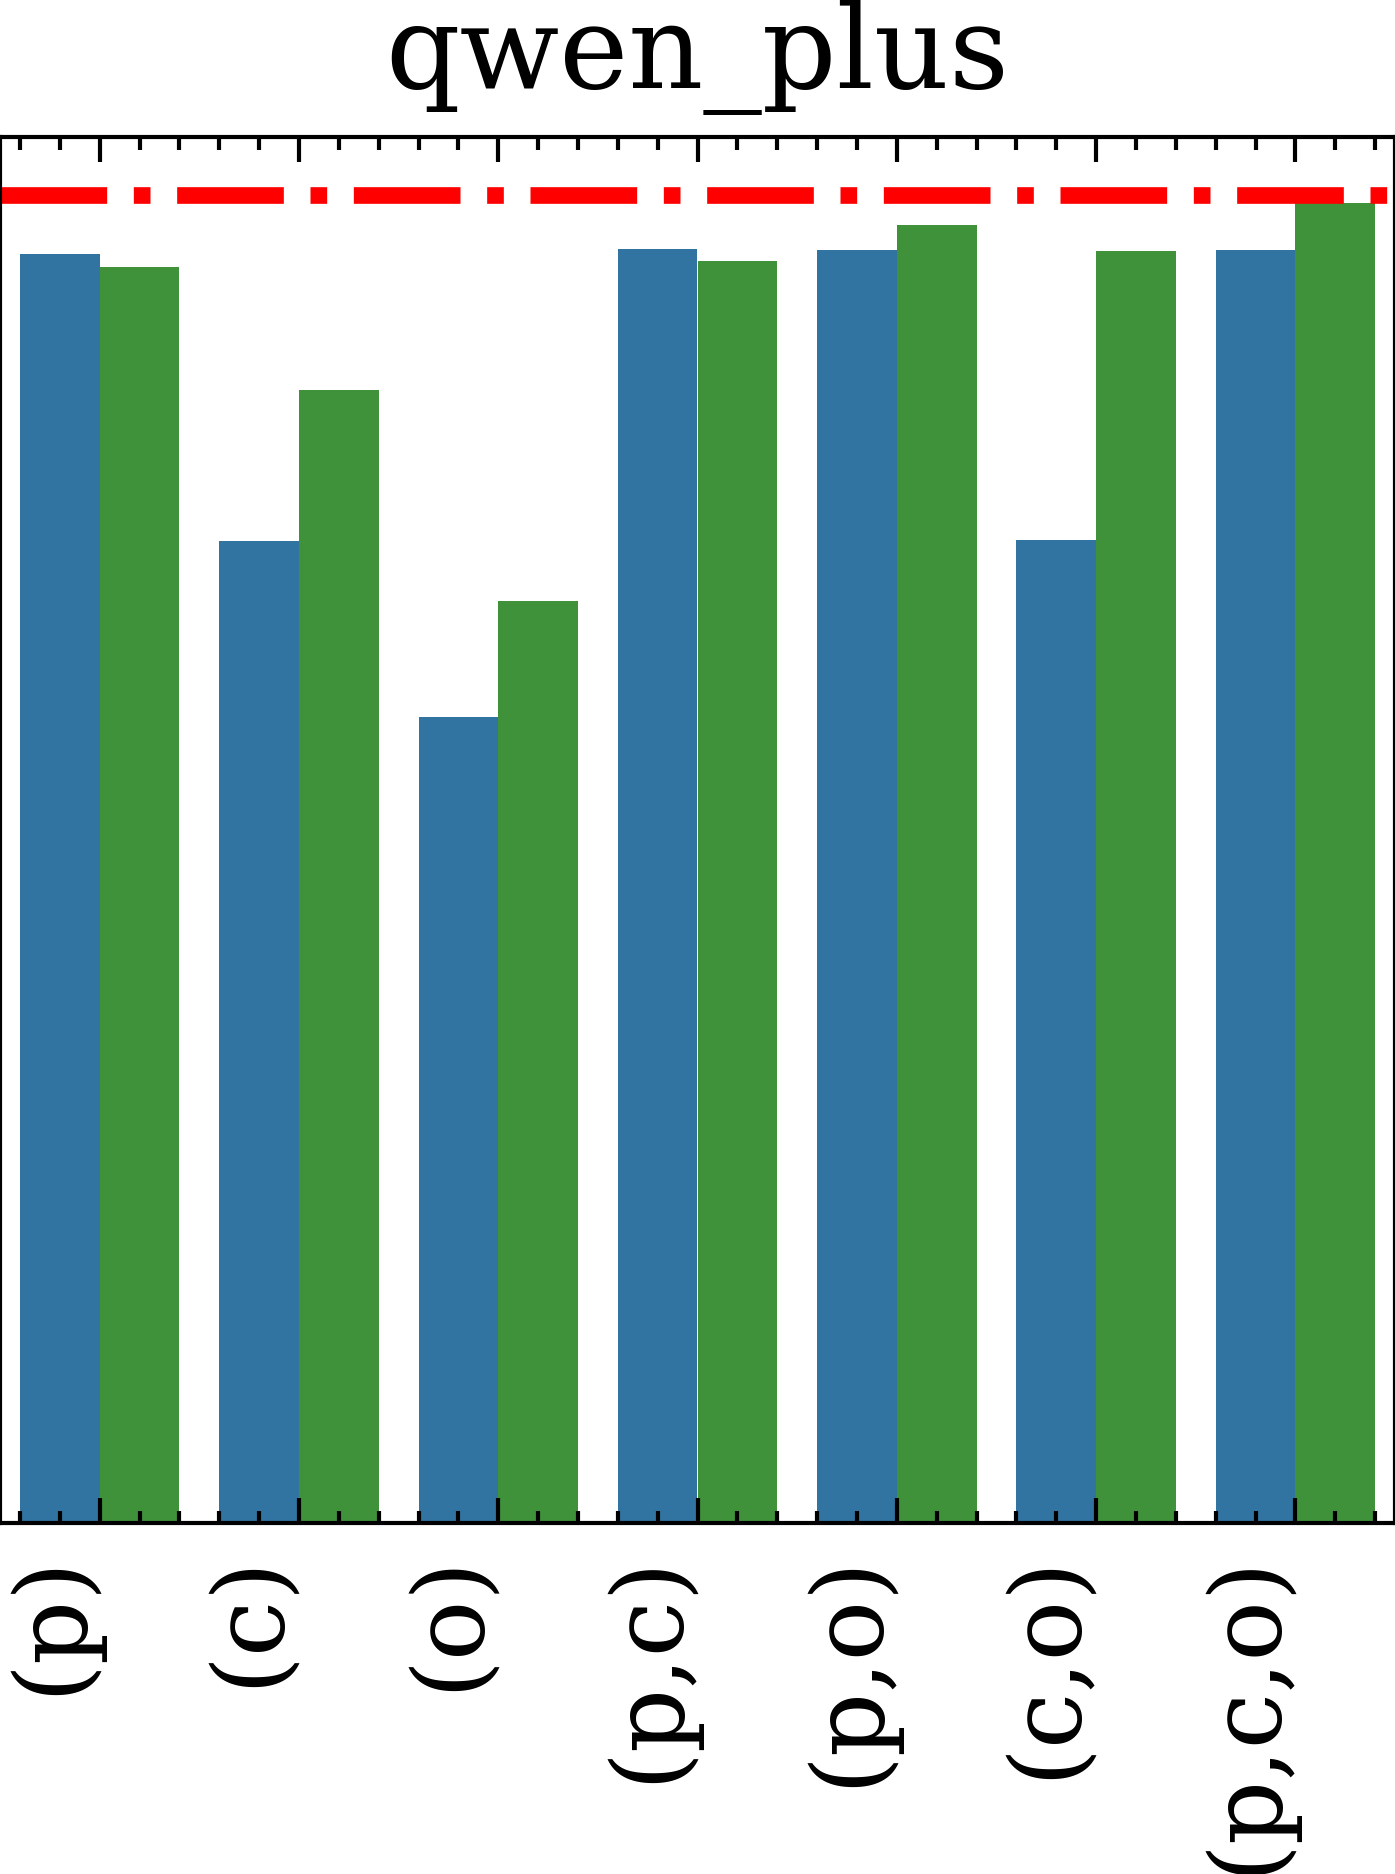 qwen_plus
(p)
(c)
(o)
(p,c)
(p,o)
(c,o)
(p,c,o)